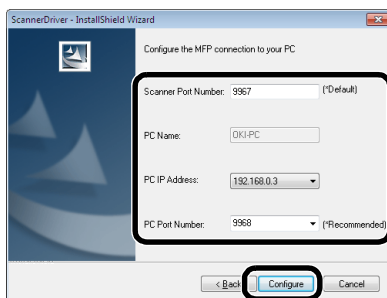 ScannerDriver - InstallShield Wizard
Configure the MFP connection to your PC
Scanner Port Number: 9967 (*Default)
PC Name: OKI-PC
PC IP Address: 192.168.0.3
PC Port Number: 9968 (*Recommended)
< Back Configure Cancel